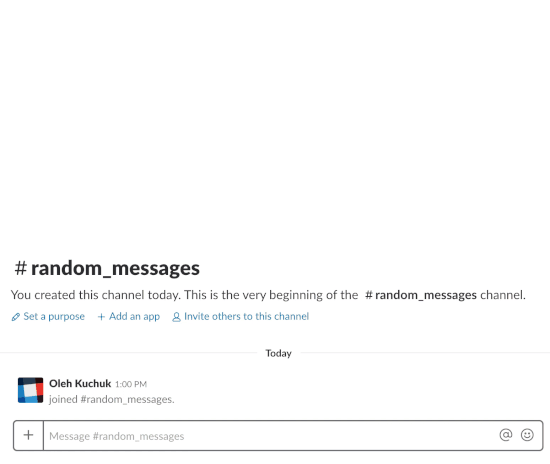 # random_messages
You created this channel today. This is the very beginning of the # random_messages channel.
Set a purpose + Add an app Invite others to this channel
Today
Oleh Kuchuk 1:00 PM
joined #random_messages.
+ Message #random_messages @